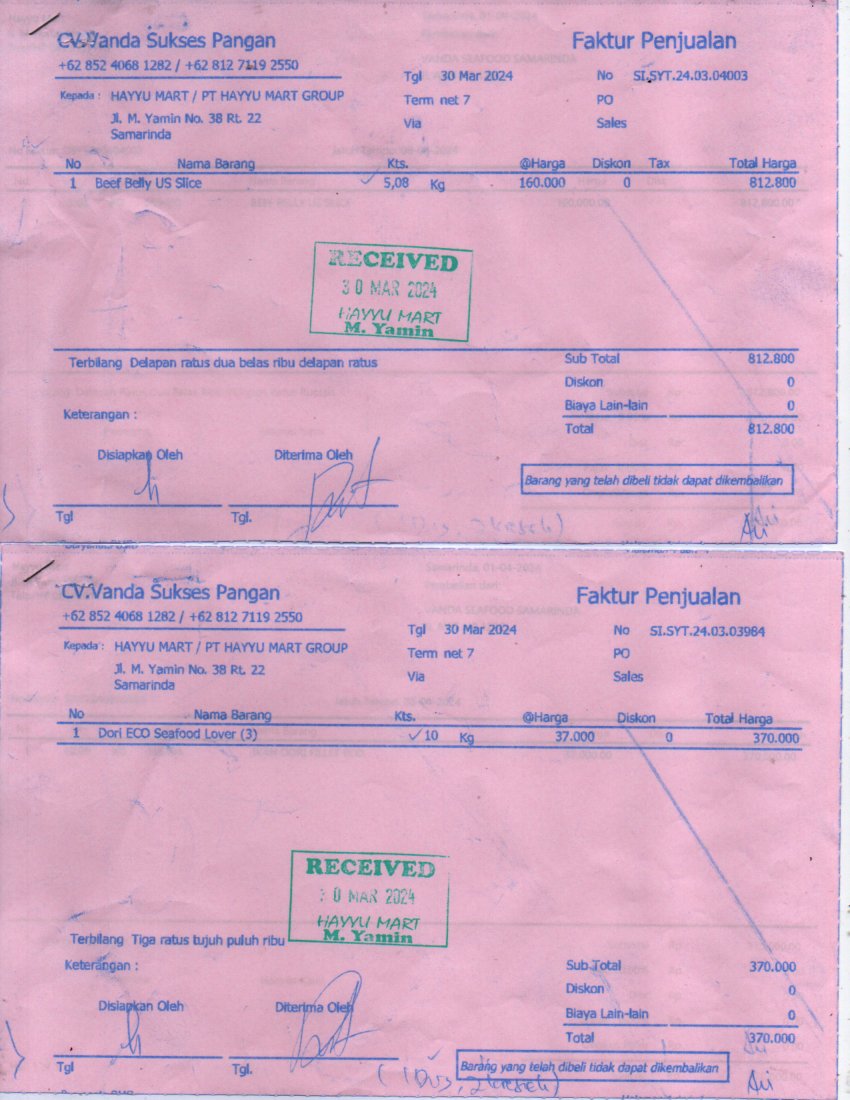 CV.Vanda Sukses Pangan
Faktur Penjualan
+62 852 4068 1282 / +62 812 7119 2550
Tgl 30 Mar 2024 No SI.SYT.24.03.04003
Kepada : HAYYU MART / PT HAYYU MART GROUP
Term net 7 PO
Jl. M. Yamin No. 38 Rt. 22
Via Sales
Samarinda
No Nama Barang Kts. @Harga Diskon Tax Total Harga
1 Beef Belly US Slice 5,08 Kg 160.000 0 812.800
RECEIVED
30 MAR 2024
HAYYU MART
M. Yamin
Terbilang Delapan ratus dua belas ribu delapan ratus
Sub Total 812.800
Diskon 0
Biaya Lain-lain 0
Keterangan :
Total 812.800
Disiapkan Oleh Diterima Oleh
Barang yang telah dibeli tidak dapat dikembalikan
Tgl Tgl.
CV.Vanda Sukses Pangan
Faktur Penjualan
+62 852 4068 1282 / +62 812 7119 2550
Tgl 30 Mar 2024 No SI.SYT.24.03.03984
Kepada : HAYYU MART / PT HAYYU MART GROUP
Term net 7 PO
Jl. M. Yamin No. 38 Rt. 22
Via Sales
Samarinda
No Nama Barang Kts. @Harga Diskon Total Harga
1 Dori ECO Seafood Lover (3) 10 Kg 37.000 0 370.000
RECEIVED
0 MAR 2024
HAYYU MART
M. Yamin
Terbilang Tiga ratus tujuh puluh ribu
Keterangan :
Sub Total 370.000
Diskon 0
Biaya Lain-lain 0
Total 370.000
Disiapkan Oleh Diterima Oleh
Barang yang telah dibeli tidak dapat dikembalikan
Tgl Tgl.